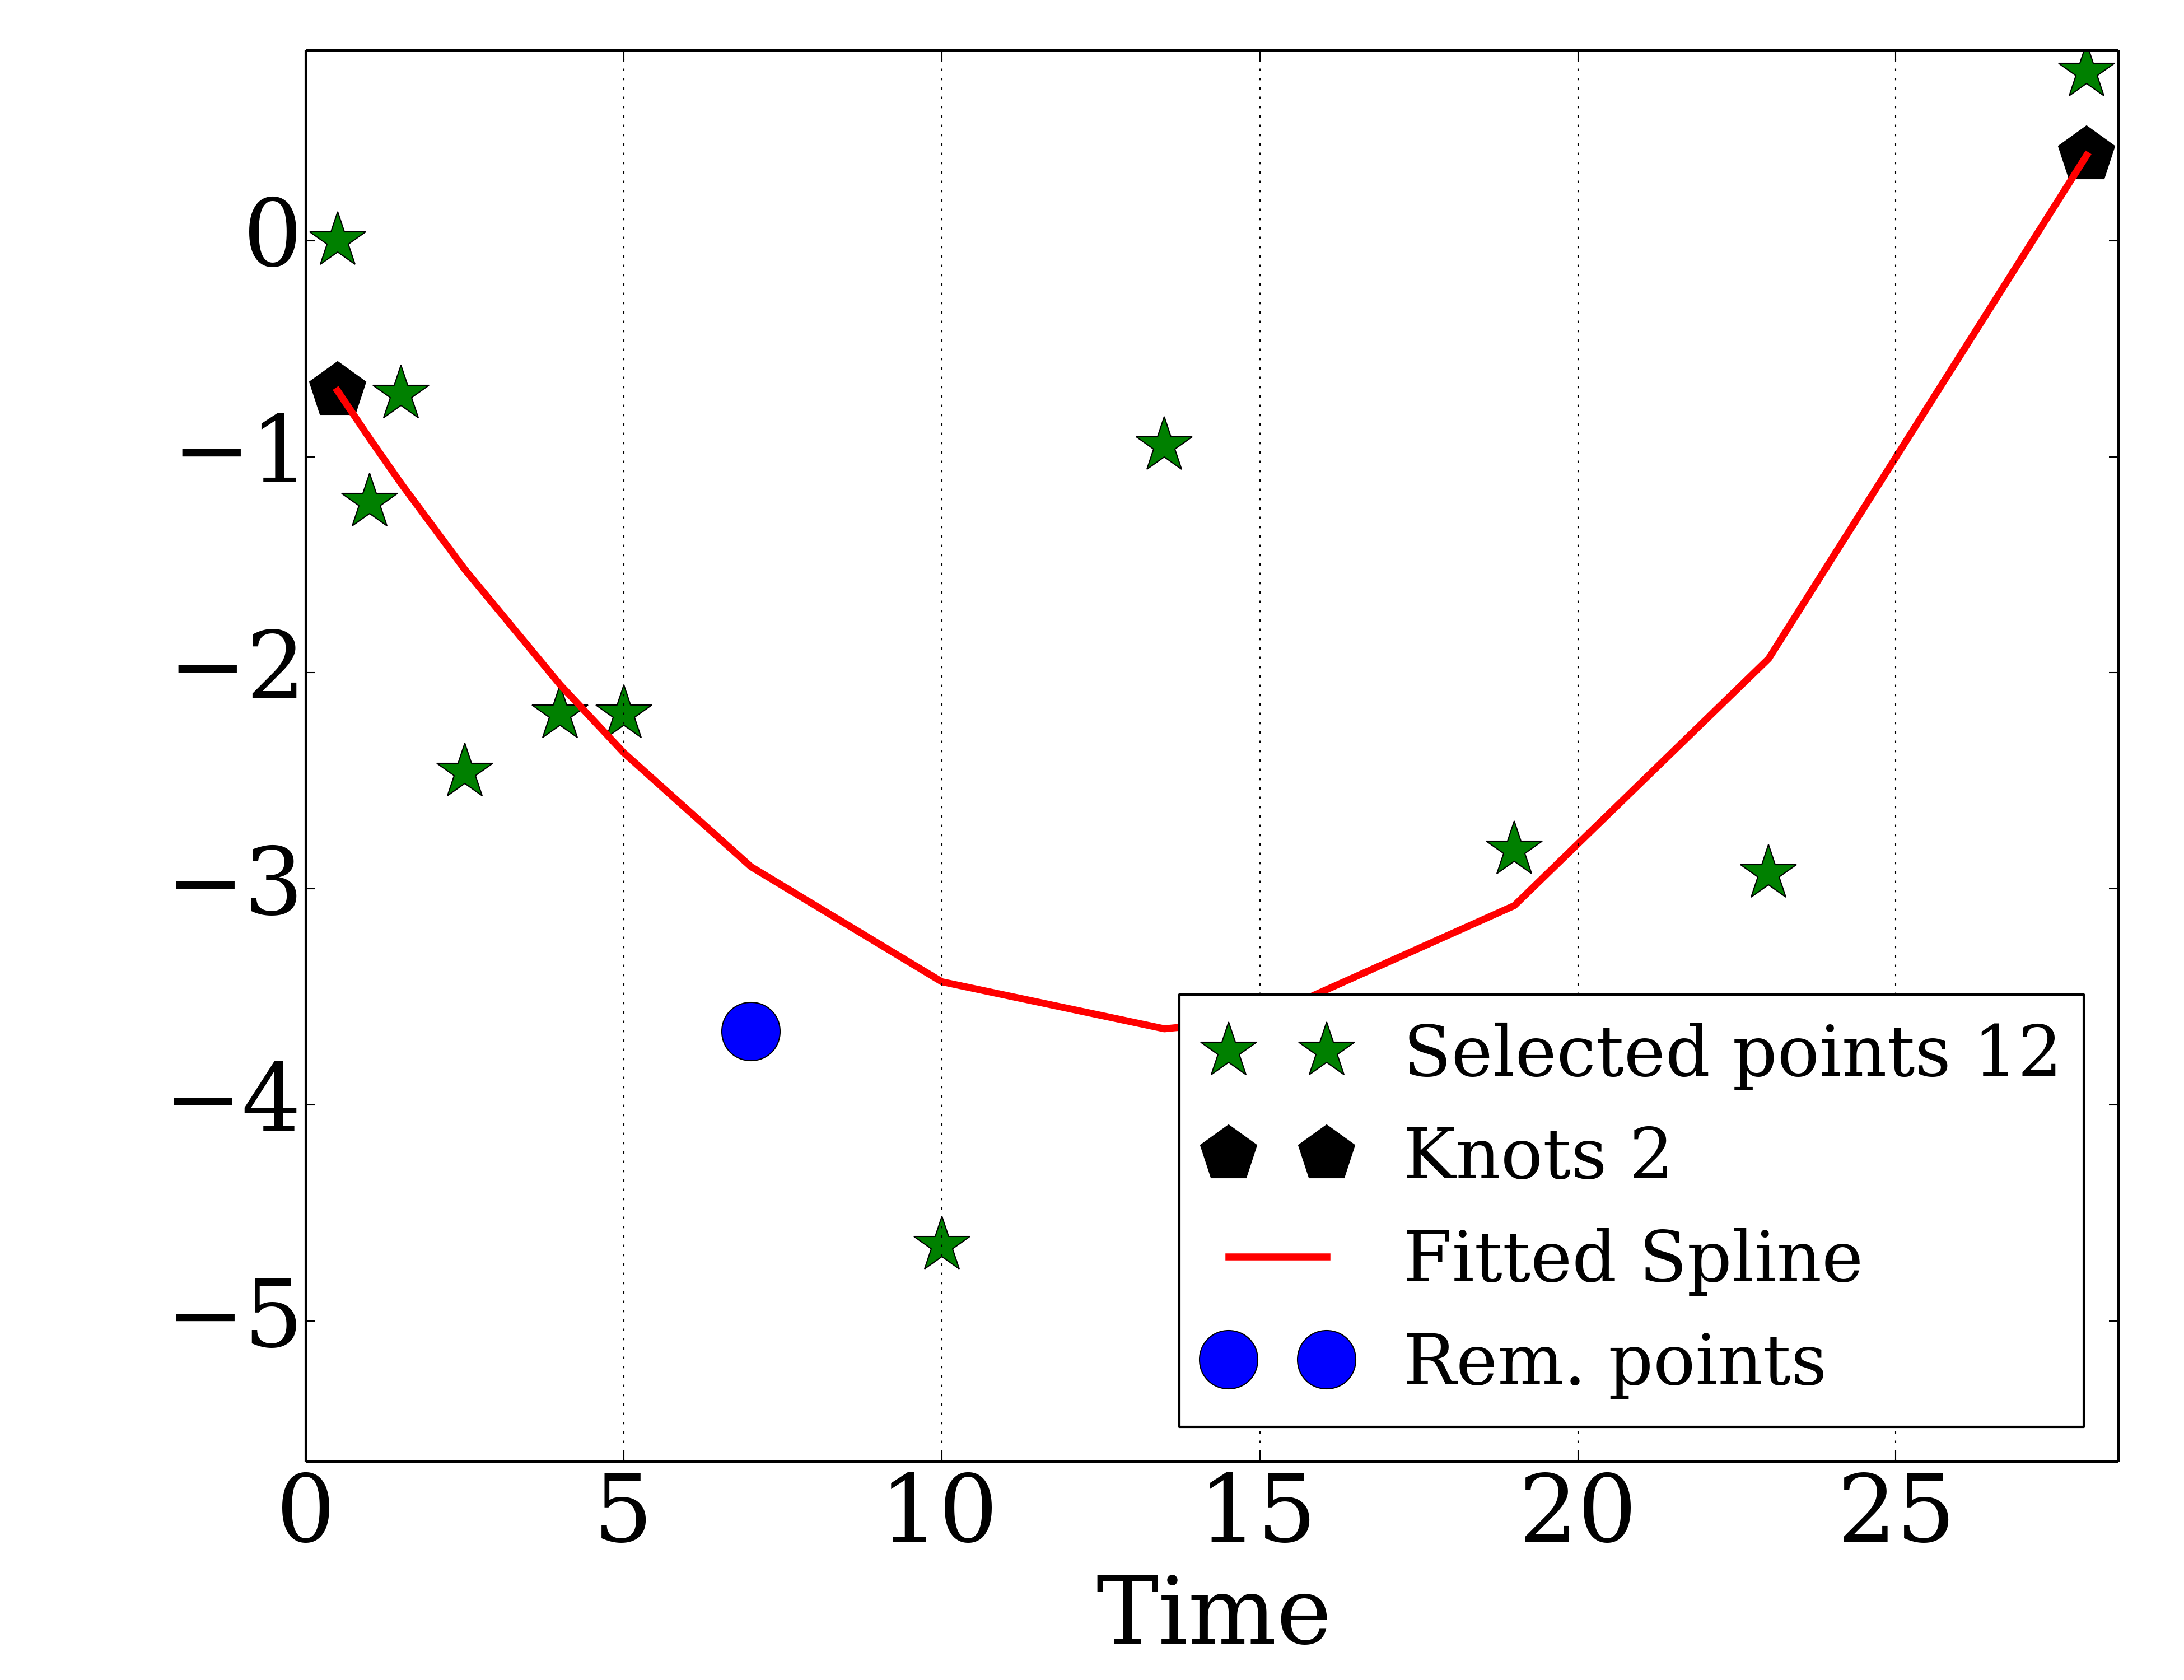 0
−1
−2
−3
−4
−5
Selected points 12
Knots 2
Fitted Spline
Rem. points
0 5 10 15 20 25
Time